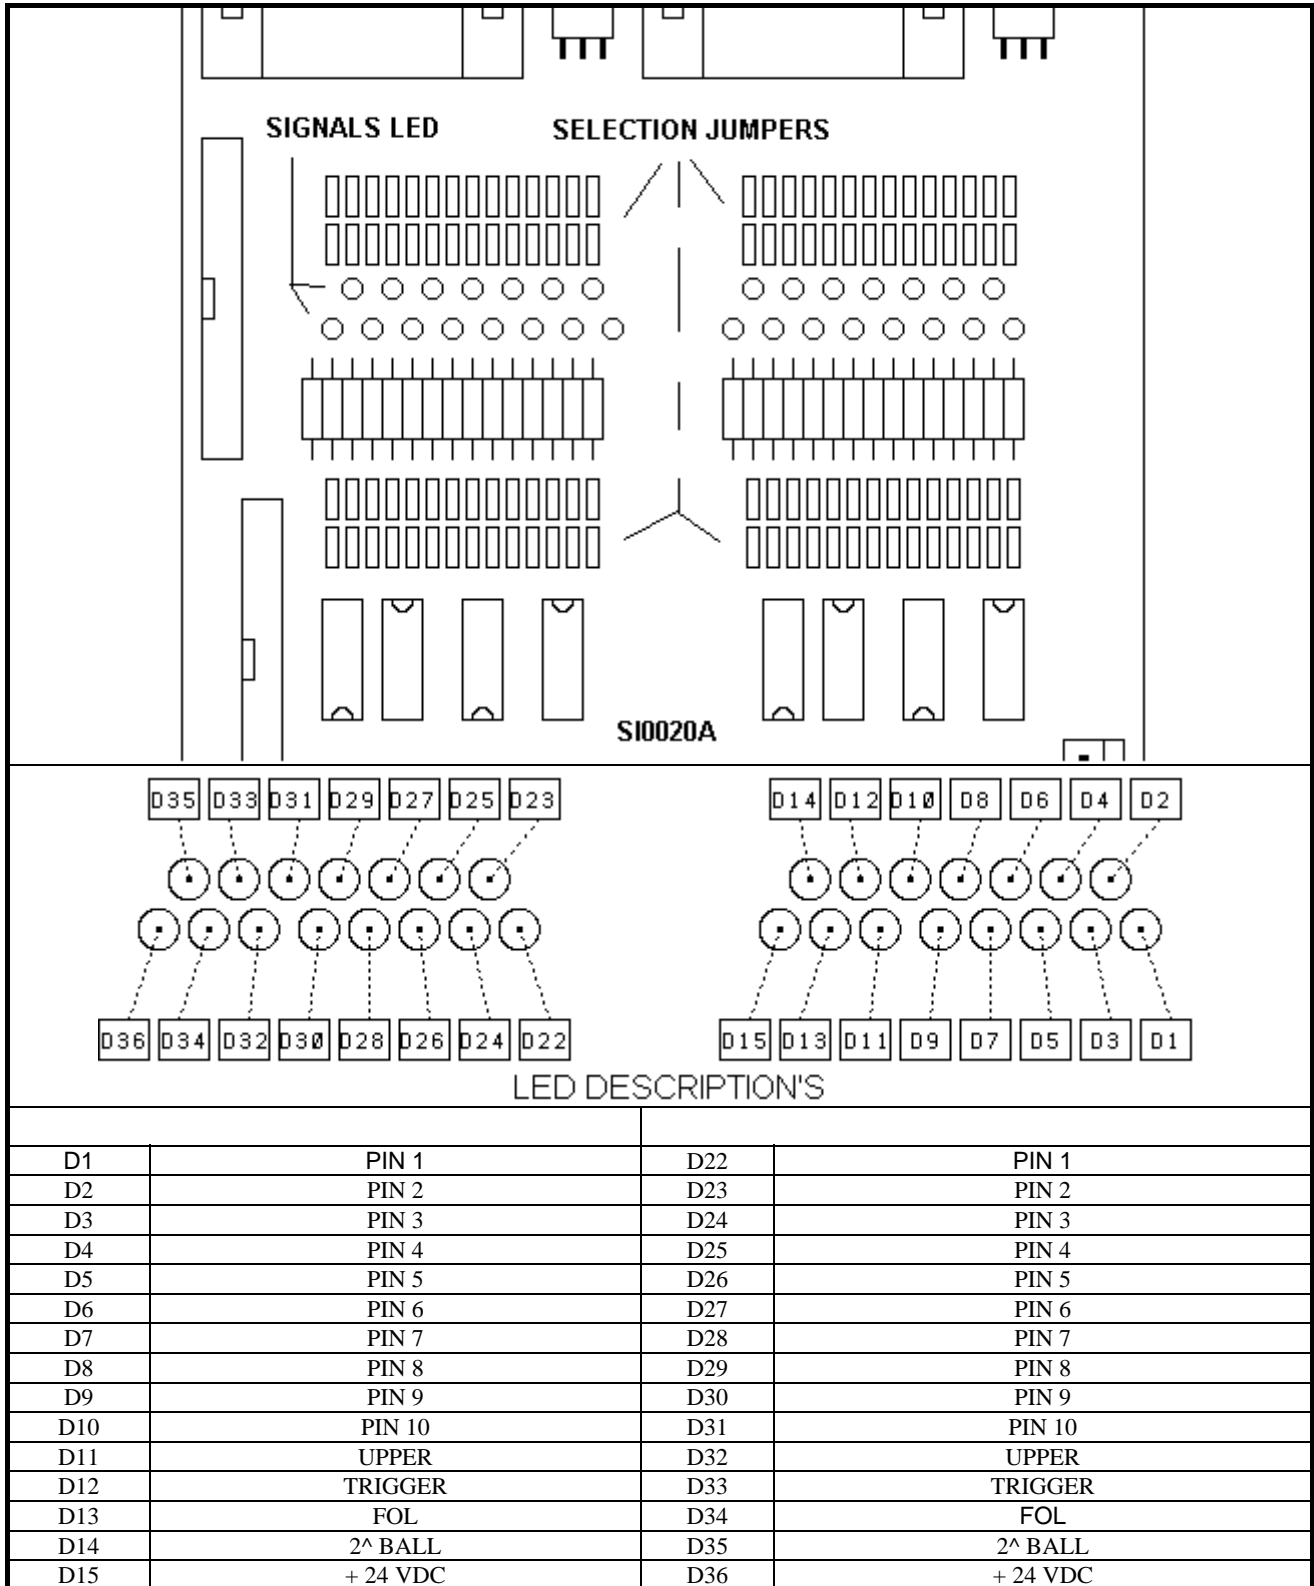 SIGNALS LED SELECTION JUMPERS
SI0020A
D35 D33 D31 D29 D27 D25 D23 D14 D12 D10 D8 D6 D4 D2
D36 D34 D32 D30 D28 D26 D24 D22 D15 D13 D11 D9 D7 D5 D3 D1
LED DESCRIPTION'S
D1 PIN 1 D22 PIN 1
D2 PIN 2 D23 PIN 2
D3 PIN 3 D24 PIN 3
D4 PIN 4 D25 PIN 4
D5 PIN 5 D26 PIN 5
D6 PIN 6 D27 PIN 6
D7 PIN 7 D28 PIN 7
D8 PIN 8 D29 PIN 8
D9 PIN 9 D30 PIN 9
D10 PIN 10 D31 PIN 10
D11 UPPER D32 UPPER
D12 TRIGGER D33 TRIGGER
D13 FOL D34 FOL
D14 2^ BALL D35 2^ BALL
D15 + 24 VDC D36 + 24 VDC